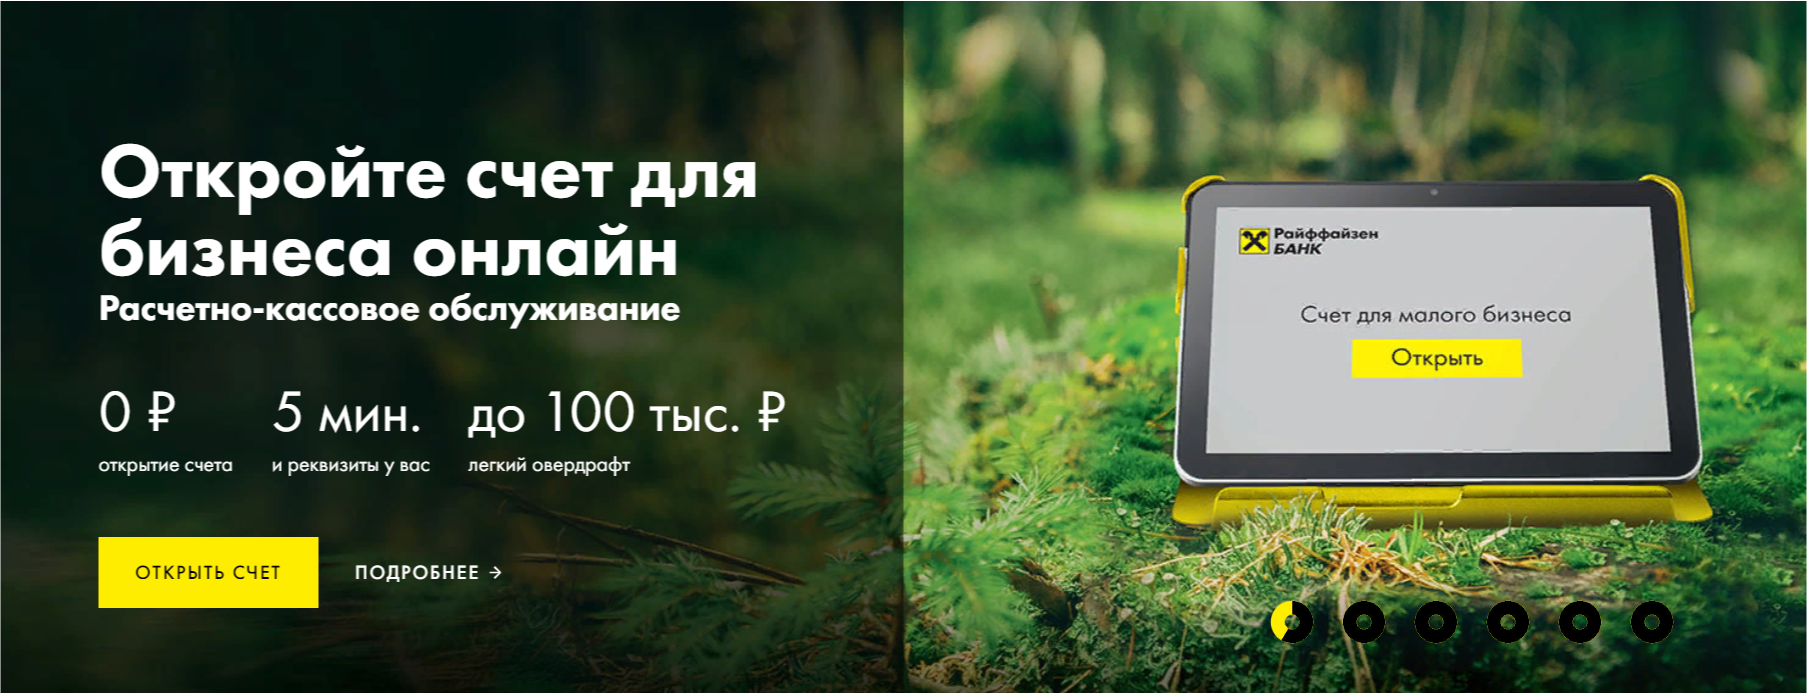 Откройте счет для
бизнеса онлайн
Расчетно-кассовое обслуживание
0 ₽
открытие счета
5 мин.
и реквизиты у вас
до 100 тыс. ₽
легкий овердрафт
ОТКРЫТЬ СЧЕТ
ПОДРОБНЕЕ →
Райффайзен
БАНК
Счет для малого бизнеса
Открыть